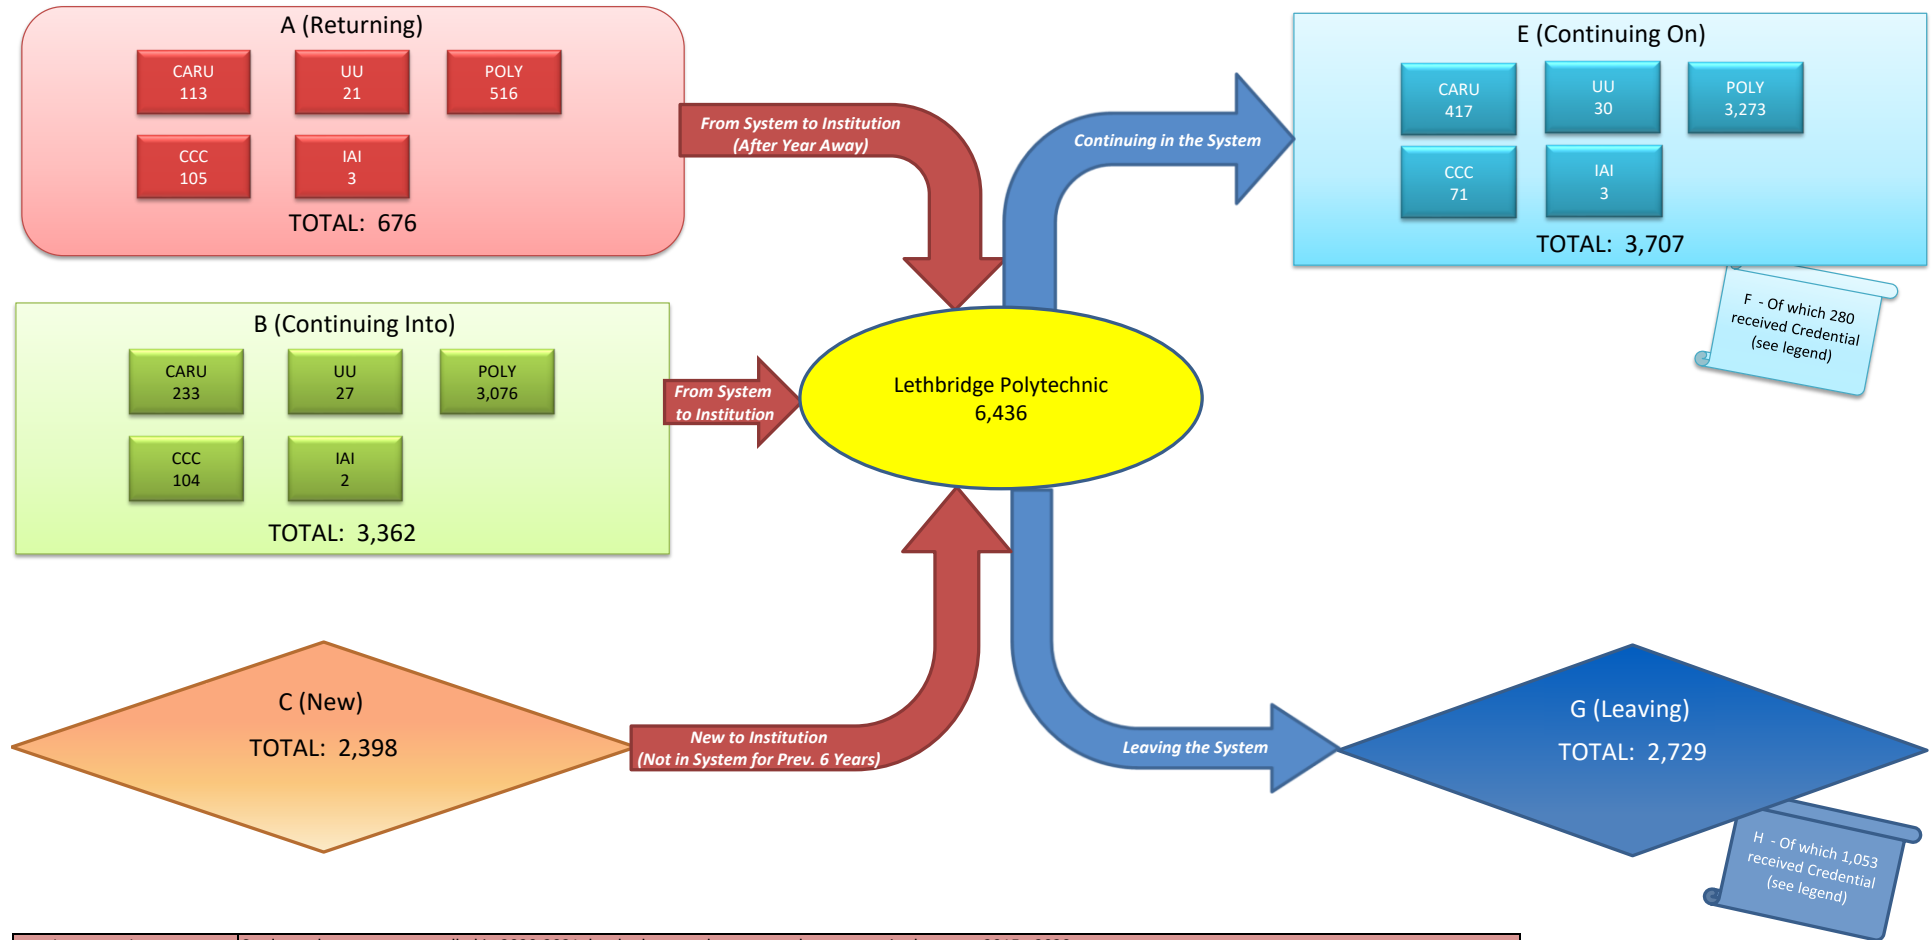 A (Returning)
CARU
113
UU
21
POLY
516
CCC
105
IAI
3
TOTAL: 676
From System to Institution
(After Year Away)
B (Continuing Into)
CARU
233
UU
27
POLY
3,076
CCC
104
IAI
2
TOTAL: 3,362
From System
to Institution
C (New)
TOTAL: 2,398
New to Institution
(Not in System for Prev. 6 Years)
Lethbridge Polytechnic
6,436
Continuing in the System
E (Continuing On)
CARU
417
UU
30
POLY
3,273
CCC
71
IAI
3
TOTAL: 3,707
F - Of which 280
received Credential
(see legend)
Leaving the System
G (Leaving)
TOTAL: 2,729
H - Of which 1,053
received Credential
(see legend)